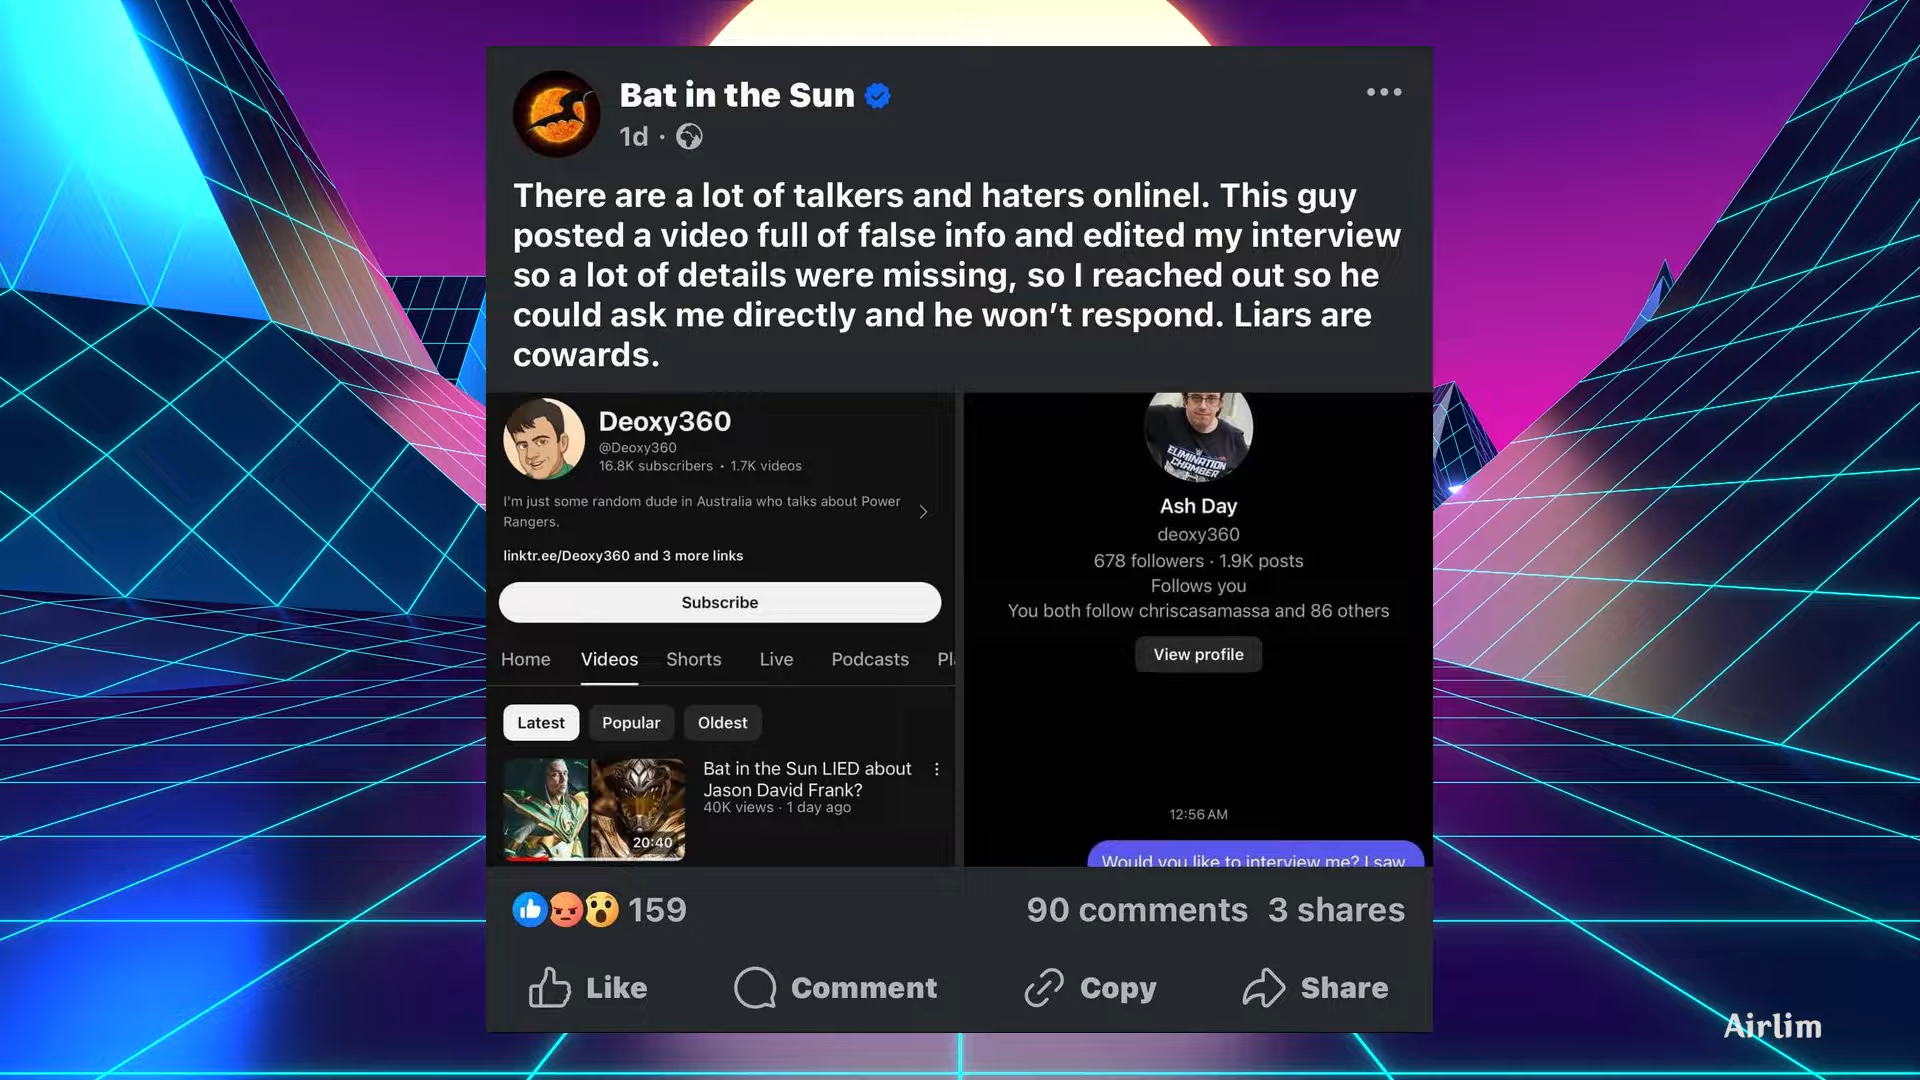 Bat in the Sun
1d ·
There are a lot of talkers and haters onlinel. This guy
posted a video full of false info and edited my interview
so a lot of details were missing, so I reached out so he
could ask me directly and he won't respond. Liars are
cowards.
Deoxy360
@Deoxy360
16.8K subscribers • 1.7K videos
I'm just some random dude in Australia who talks about Power
Rangers.
linktr.ee/Deoxy360 and 3 more links
Subscribe
Home Videos Shorts Live Podcasts Pl
Latest Popular Oldest
Bat in the Sun LIED about
Jason David Frank?
40K views · 1 day ago
20:40
ELIMINATION
CHAMBER
Ash Day
deoxy360
678 followers · 1.9K posts
Follows you
You both follow chriscasamassa and 86 others
View profile
12:56 AM
Would you like to interview me? I saw
159
90 comments 3 shares
Like Comment Copy Share
Airlim